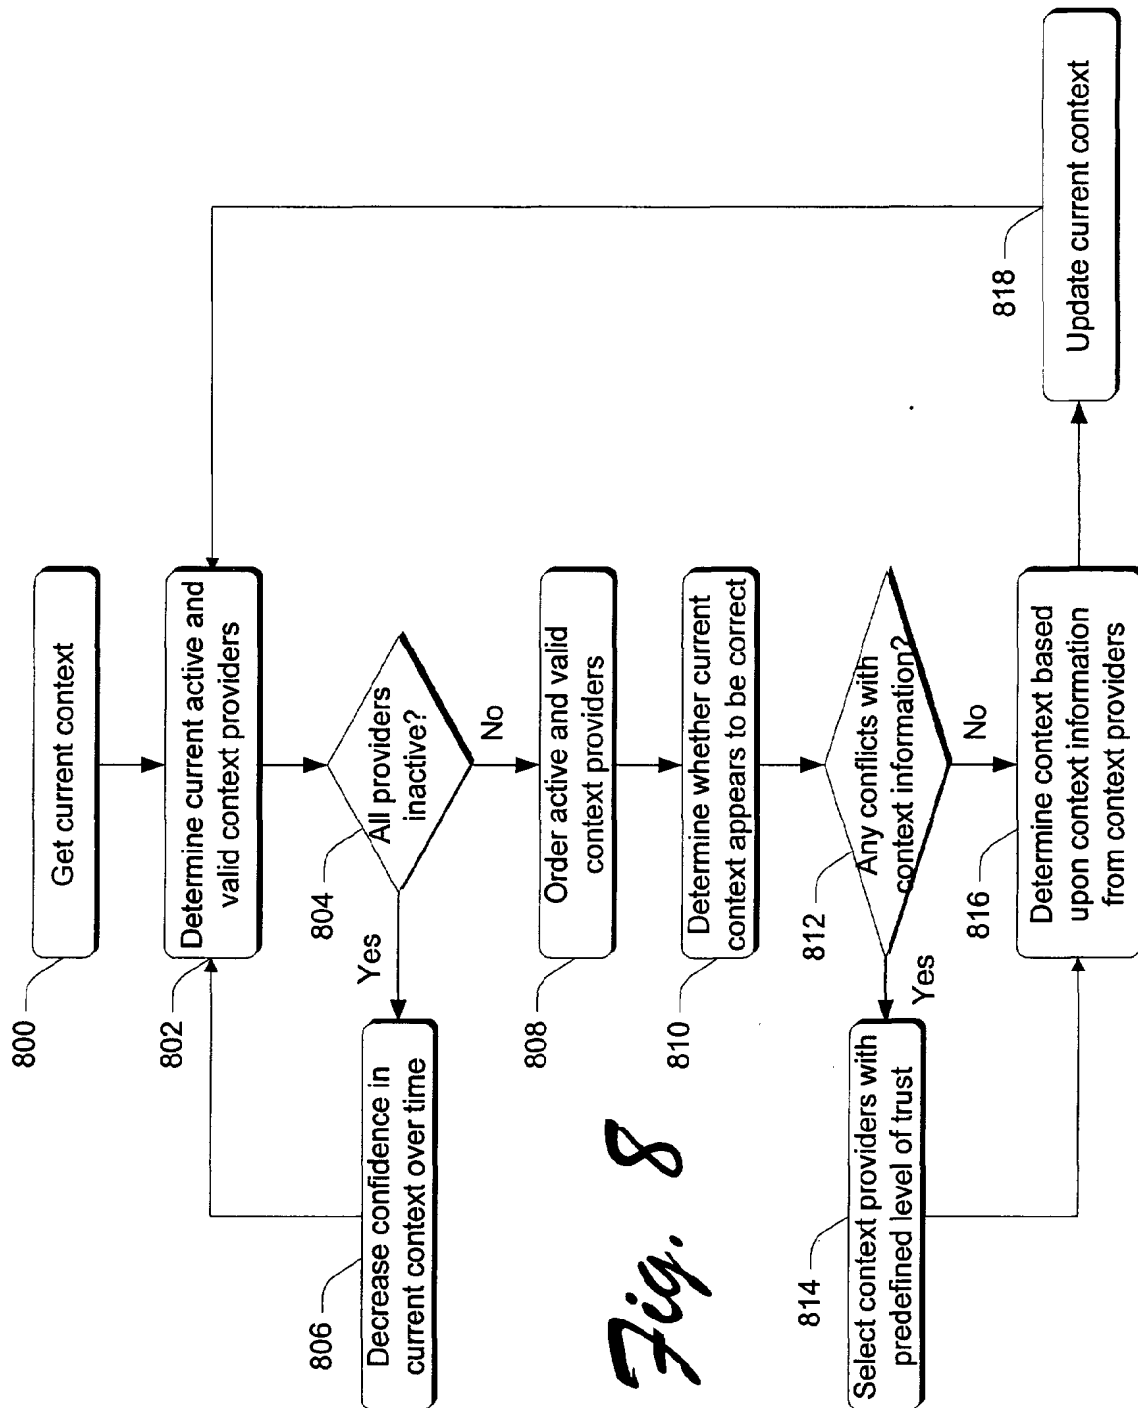 800
Get current context
802
Determine current active and
valid context providers
804
All providers
inactive?
Yes
No
806
Decrease confidence in
current context over time
808
Order active and valid
context providers
810
Determine whether current
context appears to be correct
812
Any conflicts with
context information?
Yes
No
814
Select context providers with
predefined level of trust
816
Determine context based
upon context information
from context providers
818
Update current context
Fig. 8